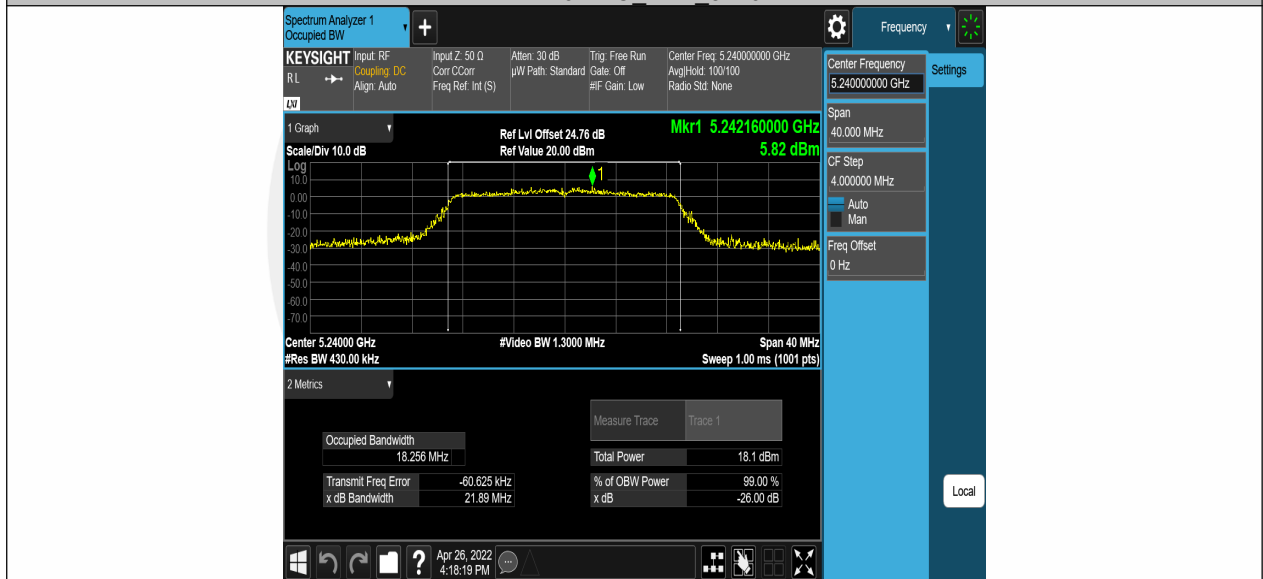 Spectrum Analyzer 1
Occupied BW
+
Frequency
KEYSIGHT
RL
LXI
Input: RF
Coupling: DC
Align: Auto
Input Z: 50 Ω
Corr CCorr
Freq Ref: Int (S)
Atten: 30 dB
µW Path: Standard
Trig: Free Run
Gate: Off
#IF Gain: Low
Center Freq: 5.240000000 GHz
Avg|Hold: 100/100
Radio Std: None
Center Frequency
5.240000000 GHz
Settings
Span
40.000 MHz
CF Step
4.000000 MHz
Auto
Man
Freq Offset
0 Hz
Local
1 Graph
Scale/Div 10.0 dB
Ref Lvl Offset 24.76 dB
Ref Value 20.00 dBm
Mkr1 5.242160000 GHz
5.82 dBm
Log
10.0
0.00
-10.0
-20.0
-30.0
-40.0
-50.0
-60.0
-70.0
1
Center 5.24000 GHz
#Video BW 1.3000 MHz
Span 40 MHz
#Res BW 430.00 kHz
Sweep 1.00 ms (1001 pts)
2 Metrics
Measure Trace Trace 1
Occupied Bandwidth
18.256 MHz
Total Power 18.1 dBm
Transmit Freq Error -60.625 kHz
% of OBW Power 99.00 %
x dB Bandwidth 21.89 MHz
x dB -26.00 dB
?
Apr 26, 2022
4:18:19 PM